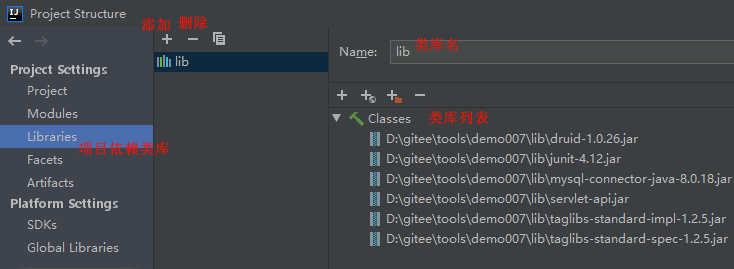 IJ Project Structure
添加 删除
Project Settings
Project
Modules
Libraries
项目依赖类库
Facets
Artifacts
Platform Settings
SDKs
Global Libraries
lib
Name: lib 类库名
Classes 类库列表
D:\gitee\tools\demo007\lib\druid-1.0.26.jar
D:\gitee\tools\demo007\lib\junit-4.12.jar
D:\gitee\tools\demo007\lib\mysql-connector-java-8.0.18.jar
D:\gitee\tools\demo007\lib\servlet-api.jar
D:\gitee\tools\demo007\lib\taglibs-standard-impl-1.2.5.jar
D:\gitee\tools\demo007\lib\taglibs-standard-spec-1.2.5.jar